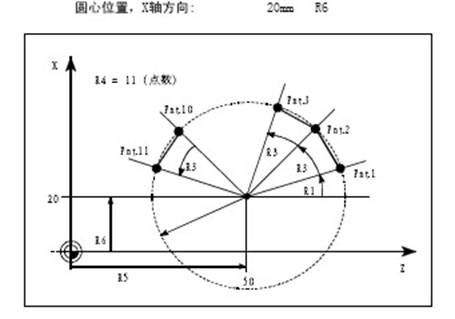 圆心位置，X轴方向: 20mm R6
X
R4 = 11 (点数)
Pnt.3
Pnt.10
Pnt.2
Pnt.11
R3
R3
R3
Pnt.1
R1
20
R6
Z
R5
50